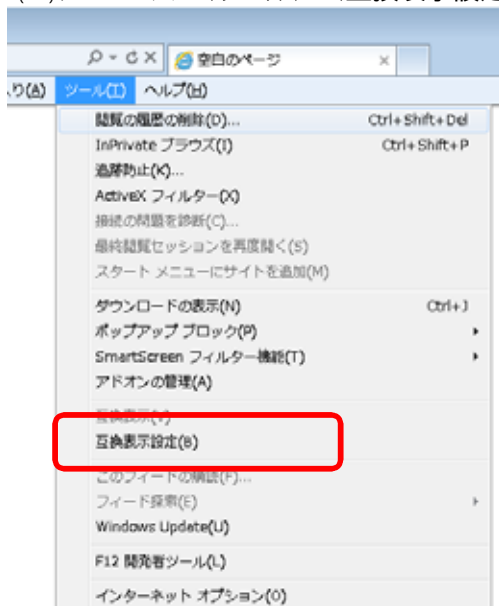 空白のページ
り(A) ツール(T) ヘルプ(H)
閲覧の履歴の削除(D)... Ctrl+Shift+Del
InPrivate ブラウズ(I) Ctrl+Shift+P
追跡防止(K)...
ActiveX フィルター(X)
接続の問題を診断(C)...
最終閲覧セッションを再度開く(S)
スタート メニューにサイトを追加(M)
ダウンロードの表示(N) Ctrl+J
ポップアップ ブロック(P)
SmartScreen フィルター機能(T)
アドオンの管理(A)
互換表示(V)
互換表示設定(B)
このフィードの購読(F)...
フィード探索(E)
Windows Update(U)
F12 開発者ツール(L)
インターネット オプション(O)